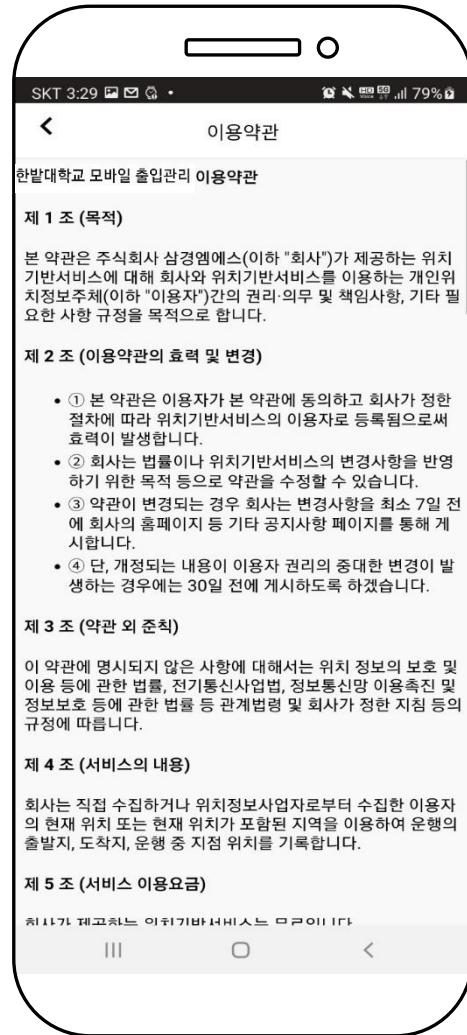 SKT 3:29 79%
이용약관
한밭대학교 모바일 출입관리 이용약관
제 1 조 (목적)
본 약관은 주식회사 삼경엠에스(이하 "회사")가 제공하는 위치
기반서비스에 대해 회사와 위치기반서비스를 이용하는 개인위
치정보주체(이하 "이용자")간의 권리·의무 및 책임사항, 기타 필
요한 사항 규정을 목적으로 합니다.
제 2 조 (이용약관의 효력 및 변경)
• ① 본 약관은 이용자가 본 약관에 동의하고 회사가 정한
절차에 따라 위치기반서비스의 이용자로 등록됨으로써
효력이 발생합니다.
• ② 회사는 법률이나 위치기반서비스의 변경사항을 반영
하기 위한 목적 등으로 약관을 수정할 수 있습니다.
• ③ 약관이 변경되는 경우 회사는 변경사항을 최소 7일 전
에 회사의 홈페이지 등 기타 공지사항 페이지를 통해 게
시합니다.
• ④ 단, 개정되는 내용이 이용자 권리의 중대한 변경이 발
생하는 경우에는 30일 전에 게시하도록 하겠습니다.
제 3 조 (약관 외 준칙)
이 약관에 명시되지 않은 사항에 대해서는 위치 정보의 보호 및
이용 등에 관한 법률, 전기통신사업법, 정보통신망 이용촉진 및
정보보호 등에 관한 법률 등 관계법령 및 회사가 정한 지침 등의
규정에 따릅니다.
제 4 조 (서비스의 내용)
회사는 직접 수집하거나 위치정보사업자로부터 수집한 이용자
의 현재 위치 또는 현재 위치가 포함된 지역을 이용하여 운행의
출발지, 도착지, 운행 중 지점 위치를 기록합니다.
제 5 조 (서비스 이용요금)
회사가 제공하는 위치기반서비스는 무료입니다